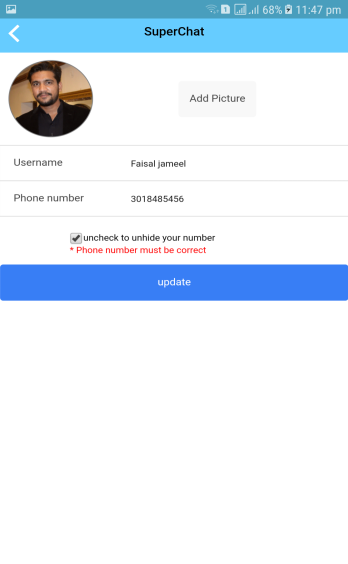 68% 11:47 pm
SuperChat
Add Picture
Username Faisal jameel
Phone number 3018485456
uncheck to unhide your number
* Phone number must be correct
update